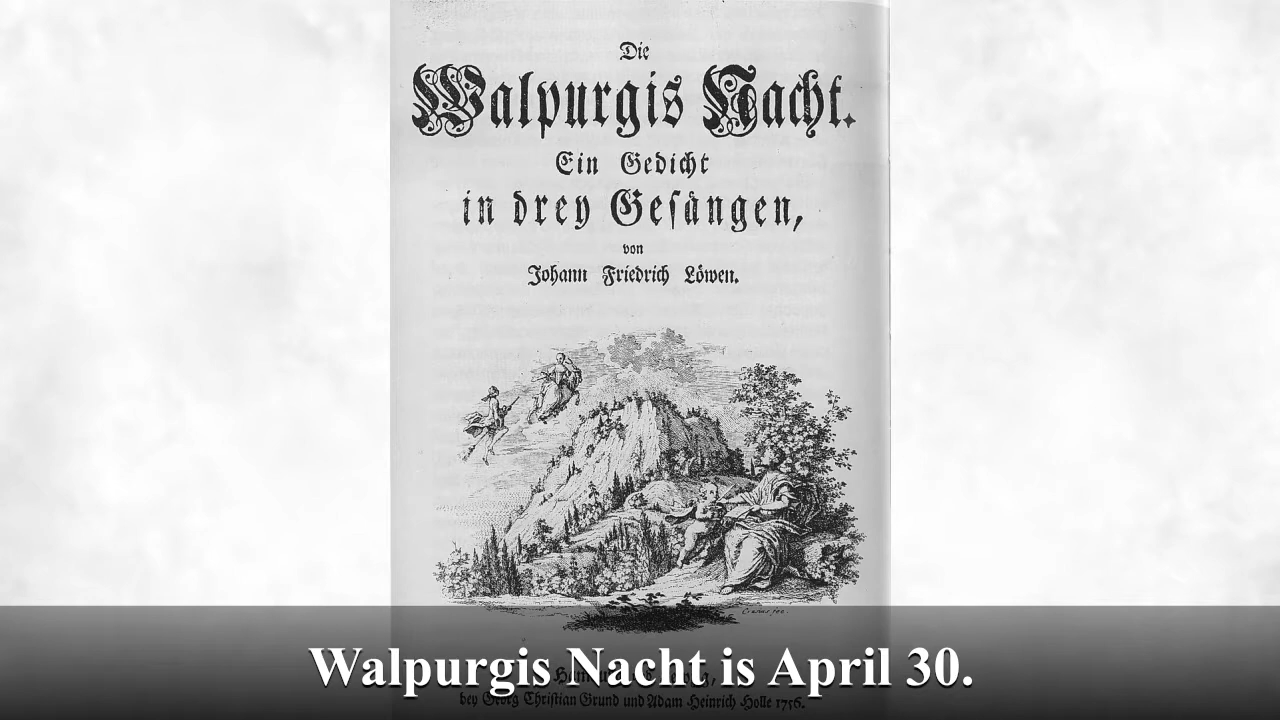 Die
Walpurgis Nacht.
Ein Gedicht
in drey Gesängen,
von
Johann Friedrich Löwen.
Walpurgis Nacht is April 30.
bey Georg Christian Grund und Adam Heinrich Holle 1756.